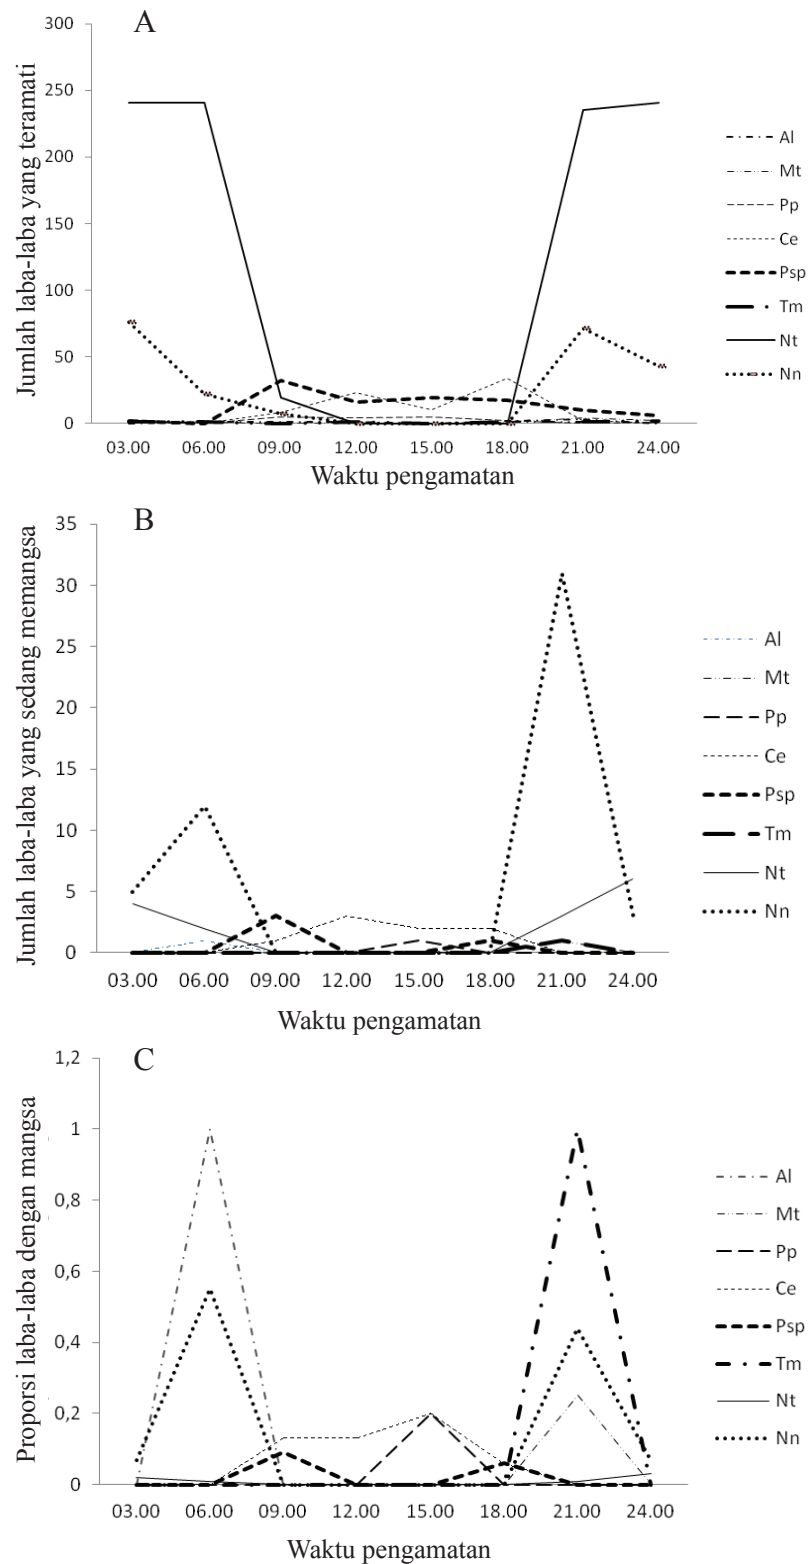 A
300
250
200
150
100
50
0
Jumlah laba-laba yang teramati
03.00 06.00 09.00 12.00 15.00 18.00 21.00 24.00
Waktu pengamatan
Al
Mt
Pp
Ce
Psp
Tm
Nt
Nn
B
35
30
25
20
15
10
5
0
Jumlah laba-laba yang sedang memangsa
03.00 06.00 09.00 12.00 15.00 18.00 21.00 24.00
Waktu pengamatan
Al
Mt
Pp
Ce
Psp
Tm
Nt
Nn
C
1,2
1
0,8
0,6
0,4
0,2
0
Proporsi laba-laba dengan mangsa
03.00 06.00 09.00 12.00 15.00 18.00 21.00 24.00
Waktu pengamatan
Al
Mt
Pp
Ce
Psp
Tm
Nt
Nn